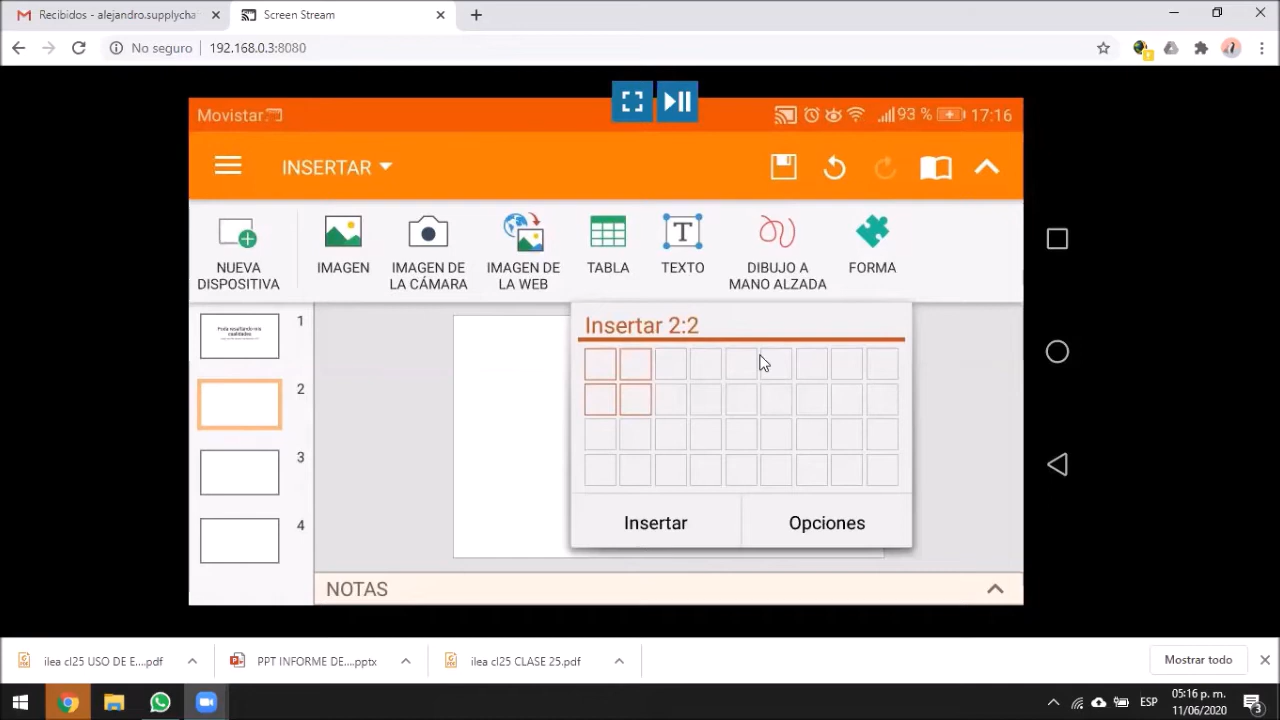 Recibidos - alejandro.supplycha
Screen Stream
No seguro
192.168.0.3:8080
Movistar
93 %
17:16
INSERTAR
NUEVA DISPOSITIVA
IMAGEN
IMAGEN DE LA CÁMARA
IMAGEN DE LA WEB
TABLA
TEXTO
DIBUJO A MANO ALZADA
FORMA
1
2
3
4
Insertar 2:2
Insertar
Opciones
NOTAS
ilea cl25 USO DE E....pdf
PPT INFORME DE....pptx
ilea cl25 CLASE 25.pdf
Mostrar todo
ESP
05:16 p. m.
11/06/2020
3